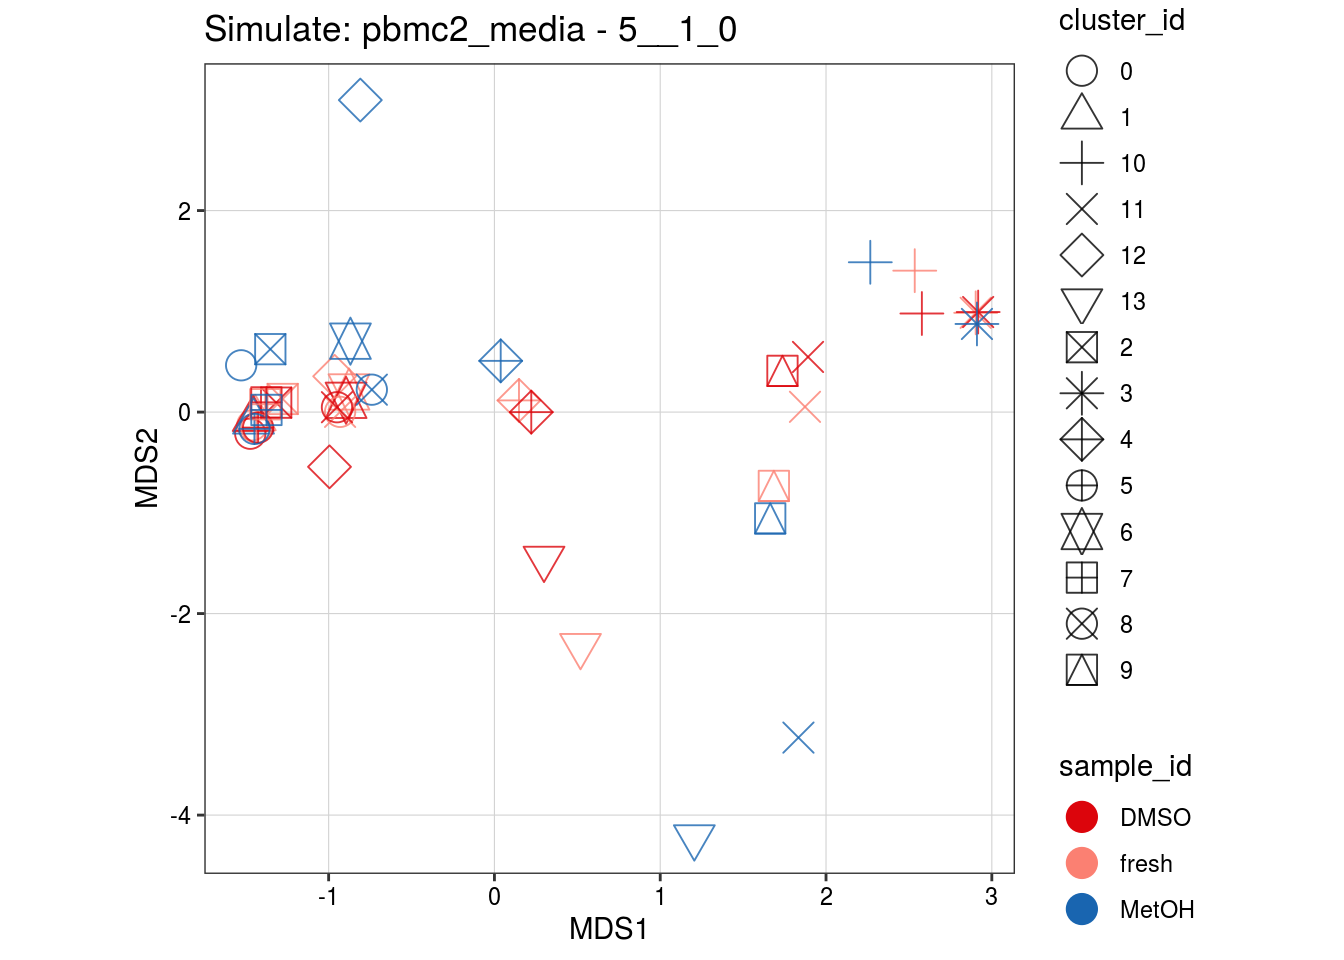 Simulate: pbmc2_media - 5__1_0
cluster_id
0
1
10
11
12
13
2
3
4
5
6
7
8
9
sample_id
DMSO
fresh
MetOH
MDS2
2
0
-2
-4
-1
0
1
2
3
MDS1